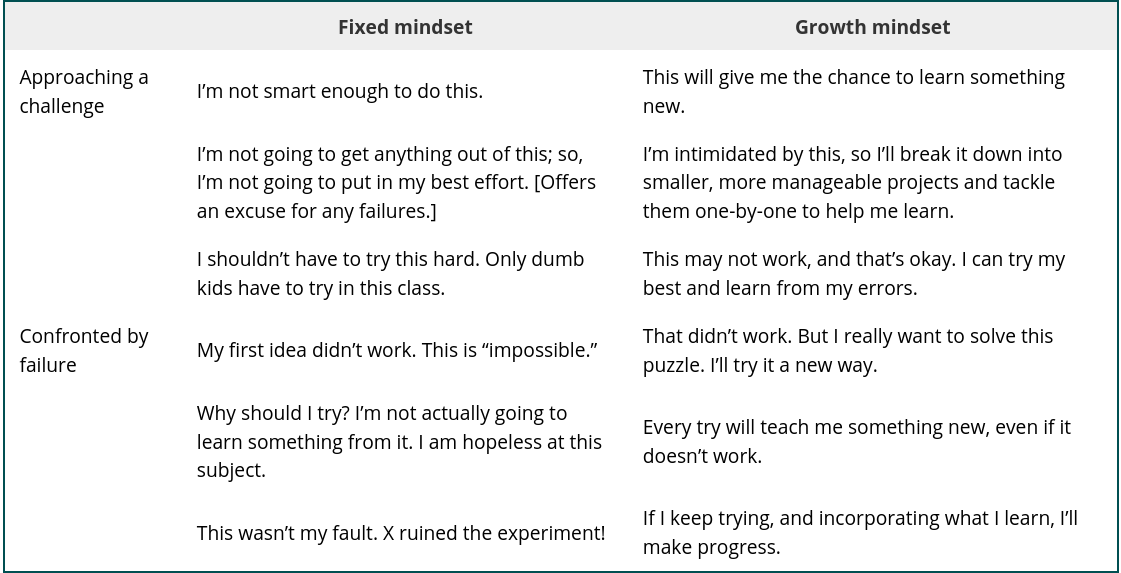 Fixed mindset
Growth mindset
Approaching a
challenge
I’m not smart enough to do this.
This will give me the chance to learn something
new.
I’m not going to get anything out of this; so,
I’m not going to put in my best effort. [Offers
an excuse for any failures.]
I’m intimidated by this, so I’ll break it down into
smaller, more manageable projects and tackle
them one-by-one to help me learn.
I shouldn’t have to try this hard. Only dumb
kids have to try in this class.
This may not work, and that’s okay. I can try my
best and learn from my errors.
Confronted by
failure
My first idea didn’t work. This is “impossible.”
That didn’t work. But I really want to solve this
puzzle. I’ll try it a new way.
Why should I try? I’m not actually going to
learn something from it. I am hopeless at this
subject.
Every try will teach me something new, even if it
doesn’t work.
This wasn’t my fault. X ruined the experiment!
If I keep trying, and incorporating what I learn, I’ll
make progress.